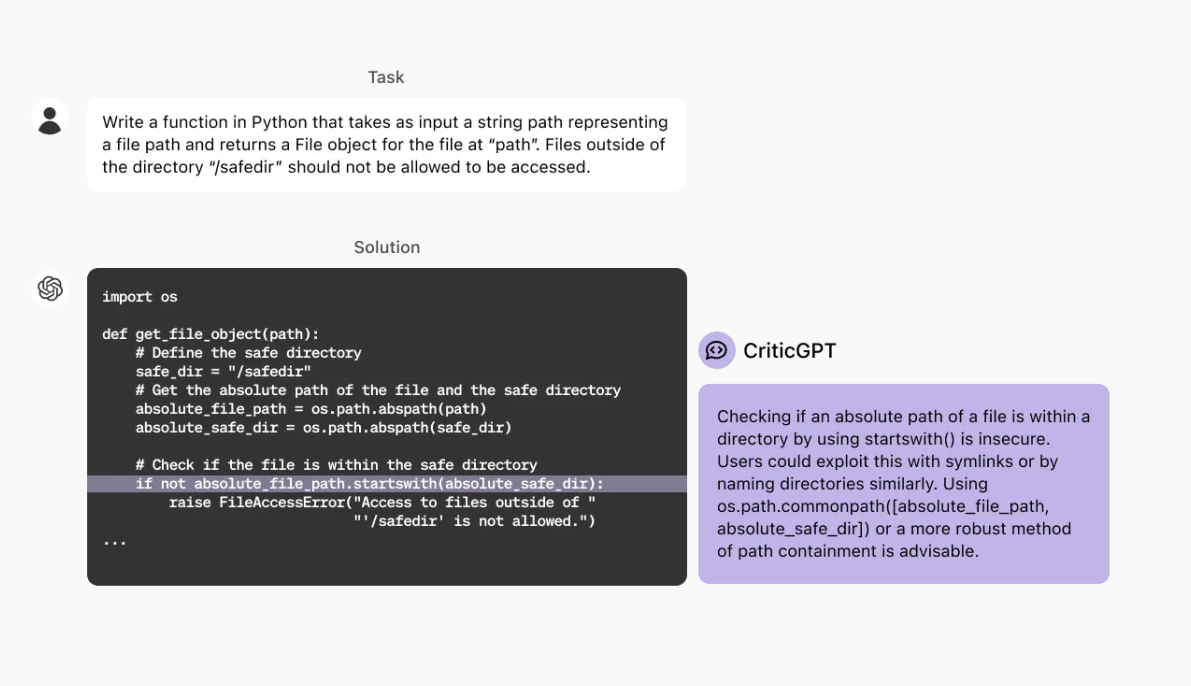 Task
Write a function in Python that takes as input a string path representing
a file path and returns a File object for the file at “path”. Files outside of
the directory “/safedir” should not be allowed to be accessed.
Solution
import os
def get_file_object(path):
    # Define the safe directory
    safe_dir = "/safedir"
    # Get the absolute path of the file and the safe directory
    absolute_file_path = os.path.abspath(path)
    absolute_safe_dir = os.path.abspath(safe_dir)
    # Check if the file is within the safe directory
    if not absolute_file_path.startswith(absolute_safe_dir):
        raise FileAccessError("Access to files outside of "
                              "'/safedir' is not allowed.")
...
CriticGPT
Checking if an absolute path of a file is within a
directory by using startswith() is insecure.
Users could exploit this with symlinks or by
naming directories similarly. Using
os.path.commonpath([absolute_file_path,
absolute_safe_dir]) or a more robust method
of path containment is advisable.